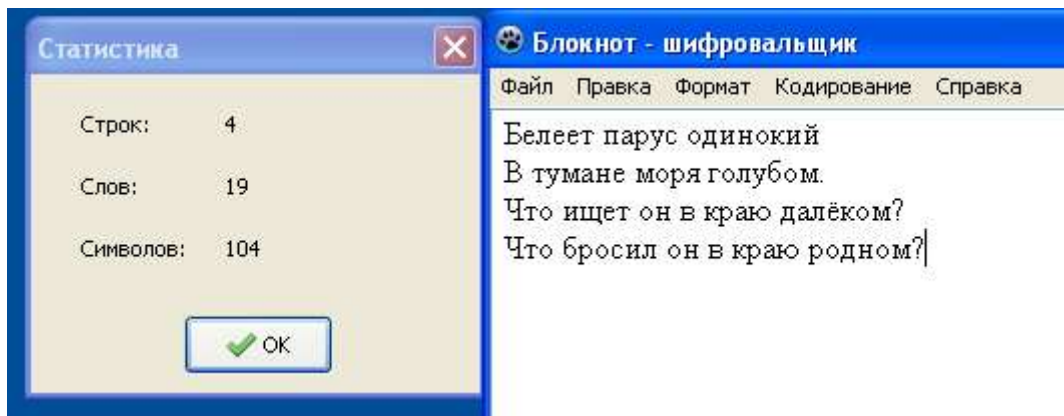 Статистика
Строк: 4
Слов: 19
Символов: 104
OK
Блокнот - шифровальщик
Файл Правка Формат Кодирование Справка
Белеет парус одинокий
В тумане моря голубом.
Что ищет он в краю далёком?
Что бросил он в краю родном?